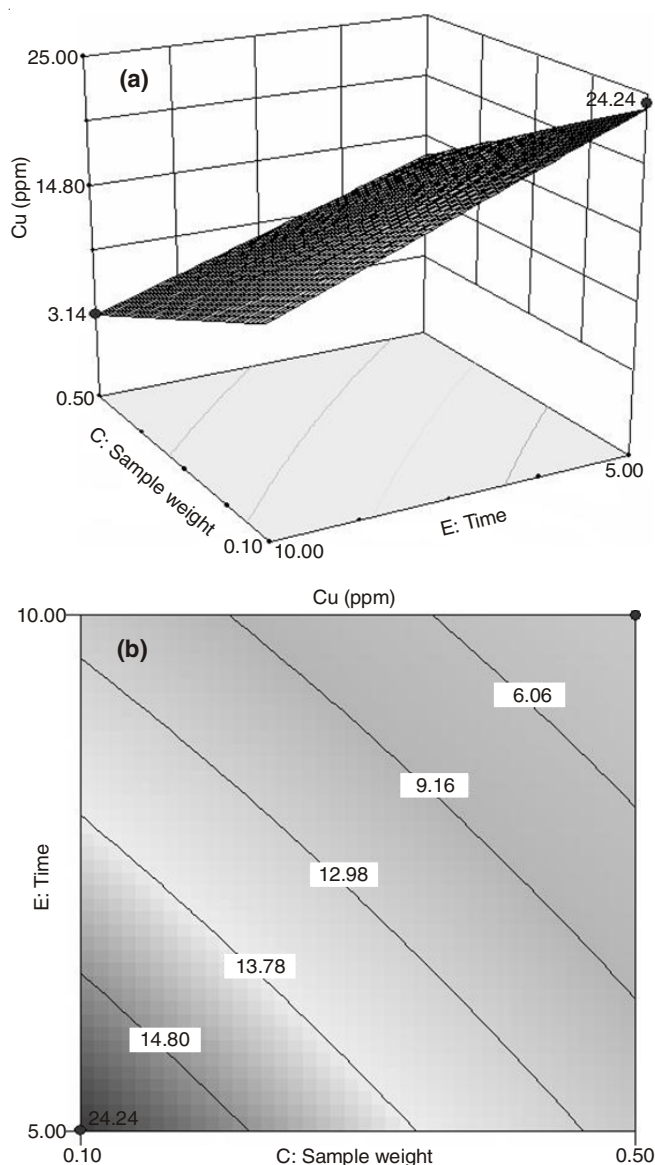 25.00
(a)
24.24
14.80
Cu (ppm)
3.14
0.50
C: Sample weight
5.00
E: Time
0.10
10.00
Cu (ppm)
10.00
(b)
6.06
9.16
E: Time
12.98
13.78
14.80
24.24
5.00
0.10
C: Sample weight
0.50